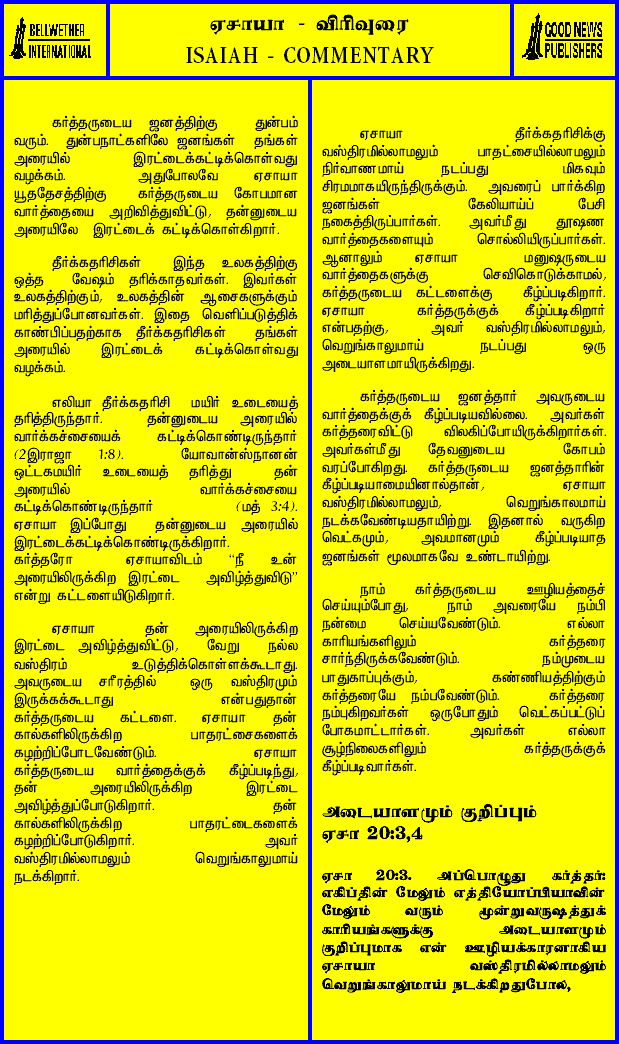 BELLWETHER
INTERNATIONAL
ஏசாயா - விரிவுரை
ISAIAH - COMMENTARY
GOOD NEWS
PUBLISHERS
கர்த்தருடைய ஜனத்திற்கு துன்பம்
வரும். துன்பநாட்களிலே ஜனங்கள் தங்கள்
அரையில் இரட்டைக்கட்டிக்கொள்வது
வழக்கம். அதுபோலவே ஏசாயா
யூததேசத்திற்கு கர்த்தருடைய கோபமான
வார்த்தையை அறிவித்துவிட்டு, தன்னுடைய
அரையிலே இரட்டைக் கட்டிக்கொள்கிறார்.
தீர்க்கதரிசிகள் இந்த உலகத்திற்கு
ஒத்த வேஷம் தரிக்காதவர்கள். இவர்கள்
உலகத்திற்கும், உலகத்தின் ஆசைகளுக்கும்
மரித்துப்போனவர்கள். இதை வெளிப்படுத்திக்
காண்பிப்பதற்காக தீர்க்கதரிசிகள் தங்கள்
அரையில் இரட்டைக் கட்டிக்கொள்வது
வழக்கம்.
எலியா தீர்க்கதரிசி மயிர் உடையைத்
தரித்திருந்தார். தன்னுடைய அரையில்
வார்க்கச்சையைக் கட்டிக்கொண்டிருந்தார்
(2இராஜா 1:8). யோவான்ஸ்நானன்
ஒட்டகமயிர் உடையைத் தரித்து தன்
அரையில் வார்க்கச்சையை
கட்டிக்கொண்டிருந்தார் (மத் 3:4).
ஏசாயா இப்போது தன்னுடைய அரையில்
இரட்டைக்கட்டிக்கொண்டிருக்கிறார்.
கர்த்தரோ ஏசாயாவிடம் “நீ உன்
அரையிலிருக்கிற இரட்டை அவிழ்த்துவிடு”
என்று கட்டளையிடுகிறார்.
ஏசாயா தன் அரையிலிருக்கிற
இரட்டை அவிழ்த்துவிட்டு, வேறு நல்ல
வஸ்திரம் உடுத்திக்கொள்ளக்கூடாது.
அவருடைய சரீரத்தில் ஒரு வஸ்திரமும்
இருக்கக்கூடாது என்பதுதான்
கர்த்தருடைய கட்டளை. ஏசாயா தன்
கால்களிலிருக்கிற பாதரட்சைகளைக்
கழற்றிப்போடவேண்டும். ஏசாயா
கர்த்தருடைய வார்த்தைக்குக் கீழ்ப்படிந்து,
தன் அரையிலிருக்கிற இரட்டை
அவிழ்த்துப்போடுகிறார். தன்
கால்களிலிருக்கிற பாதரட்டைகளைக்
கழற்றிப்போடுகிறார். அவர்
வஸ்திரமில்லாமலும் வெறுங்காலுமாய்
நடக்கிறார்.
ஏசாயா தீர்க்கதரிசிக்கு
வஸ்திரமில்லாமலும் பாதட்சையில்லாமலும்
நிர்வாணமாய் நடப்பது மிகவும்
சிரமமாகயிருந்திருக்கும். அவரைப் பார்க்கிற
ஜனங்கள் கேலியாய்ப் பேசி
நகைத்திருப்பார்கள். அவர்மீது தூஷண
வார்த்தைகளையும் சொல்லியிருப்பார்கள்.
ஆனாலும் ஏசாயா மனுஷருடைய
வார்த்தைகளுக்கு செவிகொடுக்காமல்,
கர்த்தருடைய கட்டளைக்கு கீழ்ப்படிகிறார்.
ஏசாயா கர்த்தருக்குக் கீழ்ப்படிகிறார்
என்பதற்கு, அவர் வஸ்திரமில்லாமலும்,
வெறுங்காலுமாய் நடப்பது ஒரு
அடையாளமாயிருக்கிறது.
கர்த்தருடைய ஜனத்தார் அவருடைய
வார்த்தைக்குக் கீழ்ப்படியவில்லை. அவர்கள்
கர்த்தரைவிட்டு விலகிப்போயிருக்கிறார்கள்.
அவர்கள்மீது தேவனுடைய கோபம்
வரப்போகிறது. கர்த்தருடைய ஜனத்தாரின்
கீழ்ப்படியாமையினால்தான், ஏசாயா
வஸ்திரமில்லாமலும், வெறுங்காலமாய்
நடக்கவேண்டியதாயிற்று. இதனால் வருகிற
வெட்கமும், அவமானமும் கீழ்ப்படியாத
ஜனங்கள் மூலமாகவே உண்டாயிற்று.
நாம் கர்த்தருடைய ஊழியத்தைச்
செய்யும்போது, நாம் அவரையே நம்பி
நன்மை செய்யவேண்டும். எல்லா
காரியங்களிலும் கர்த்தரை
சார்ந்திருக்கவேண்டும். நம்முடைய
பாதுகாப்புக்கும், கண்ணியத்திற்கும்
கர்த்தரையே நம்பவேண்டும். கர்த்தரை
நம்புகிறவர்கள் ஒருபோதும் வெட்கப்பட்டுப்
போகமாட்டார்கள். அவர்கள் எல்லா
சூழ்நிலைகளிலும் கர்த்தருக்குக்
கீழ்ப்படிவார்கள்.
அடையாளமும் குறிப்பும்
ஏசா 20:3,4
ஏசா 20:3. அப்பொழுது கர்த்தர்:
எகிப்தின் மேலும் எத்தியோப்பியாவின்
மேலும் வரும் மூன்றுவருஷத்துக்
காரியங்களுக்கு அடையாளமும்
குறிப்புமாக என் ஊழியக்காரனாகிய
ஏசாயா வஸ்திரமில்லாமலும்
வெறுங்காலுமாய் நடக்கிறதுபோல,